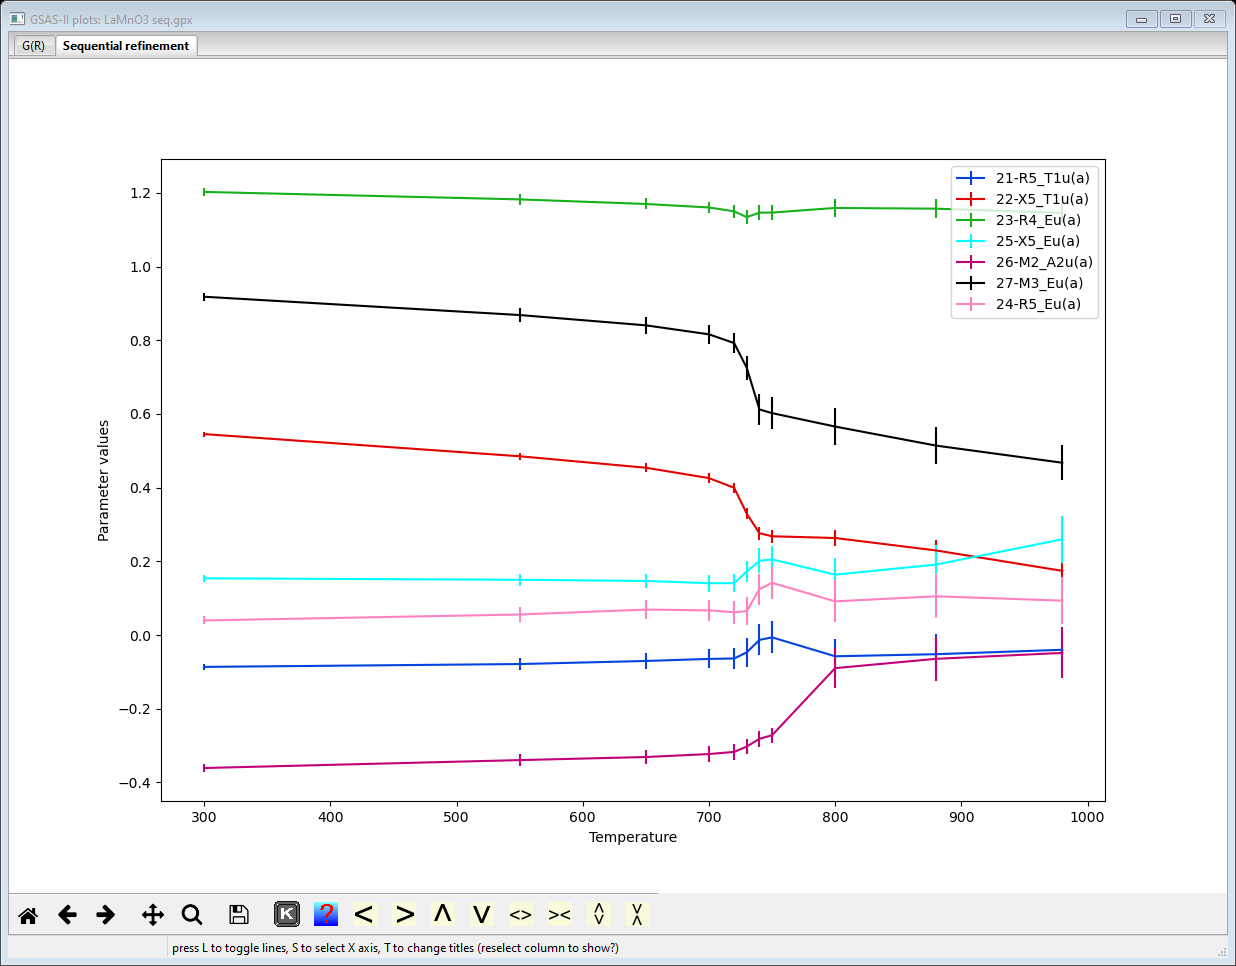 GSAS-II plots: LaMnO3 seq.gpx
G(R) Sequential refinement
21-R5_T1u(a)
22-X5_T1u(a)
23-R4_Eu(a)
25-X5_Eu(a)
26-M2_A2u(a)
27-M3_Eu(a)
24-R5_Eu(a)
1.2
1.0
0.8
0.6
0.4
0.2
0.0
−0.2
−0.4
Parameter values
300 400 500 600 700 800 900 1000
Temperature
K ? < > Λ V <> ><
press L to toggle lines, S to select X axis, T to change titles (reselect column to show?)